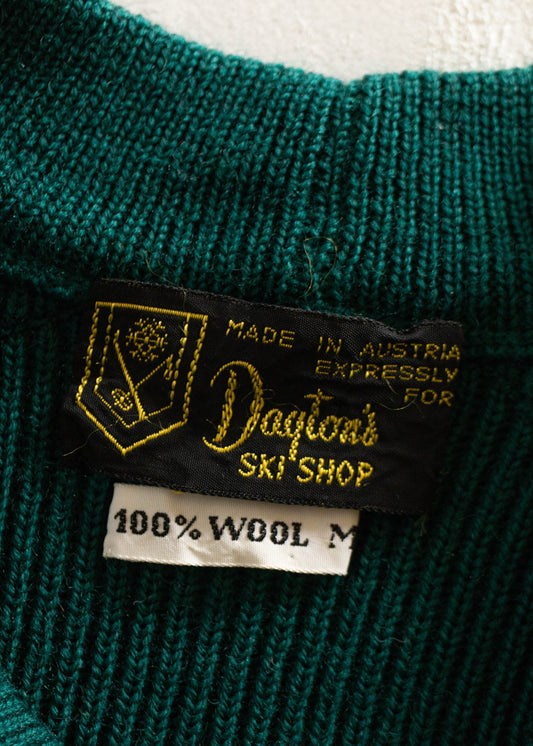 MADE IN AUSTRIA
EXPRESSLY
FOR
Dayton's
SKI SHOP
100% WOOL M